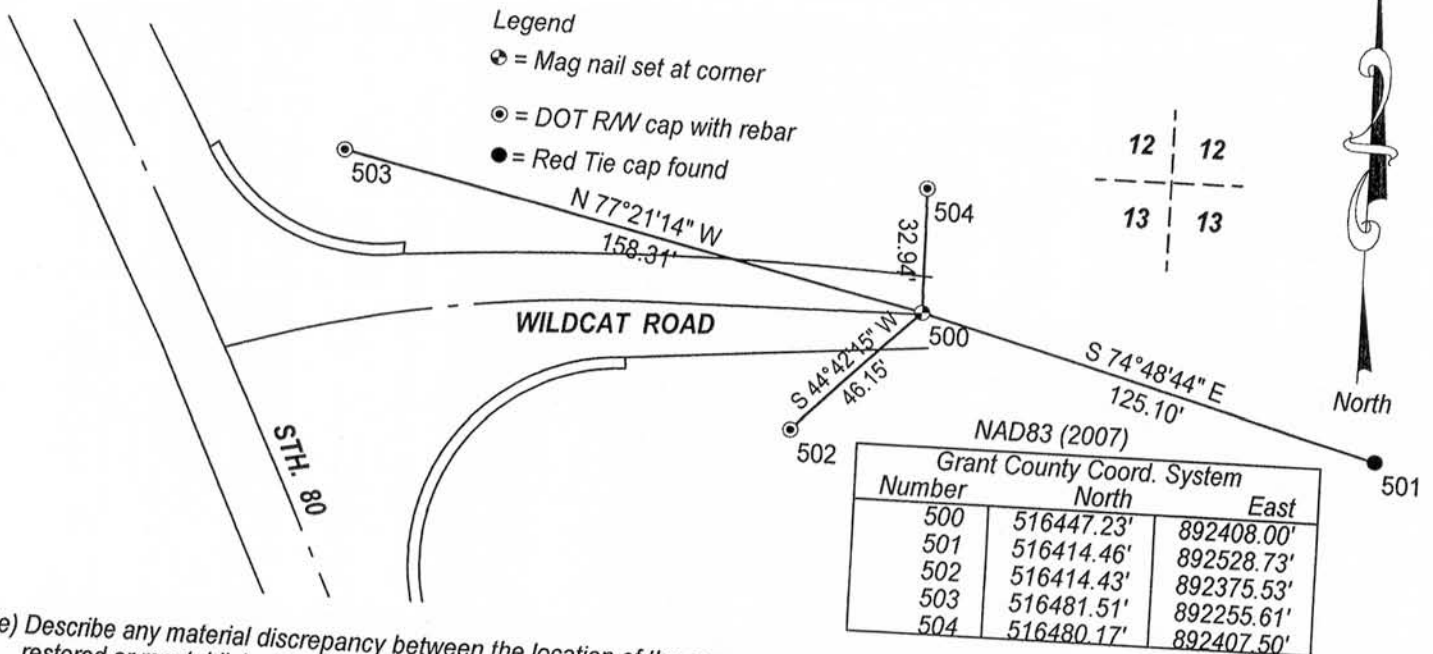 Legend
= Mag nail set at corner
= DOT R/W cap with rebar
= Red Tie cap found
12 12
13 13
503
504
N 77°21'14" W
158.31'
32.94'
WILDCAT ROAD
500
S 44°42'15" W
46.15'
S 74°48'44" E
125.10'
North
STH. 80
502
501
NAD83 (2007)
Grant County Coord. System
Number North East
500 516447.23' 892408.00'
501 516414.46' 892528.73'
502 516414.43' 892375.53'
503 516481.51' 892255.61'
504 516480.17' 892407.50'
e) Describe any material discrepancy between the location of the